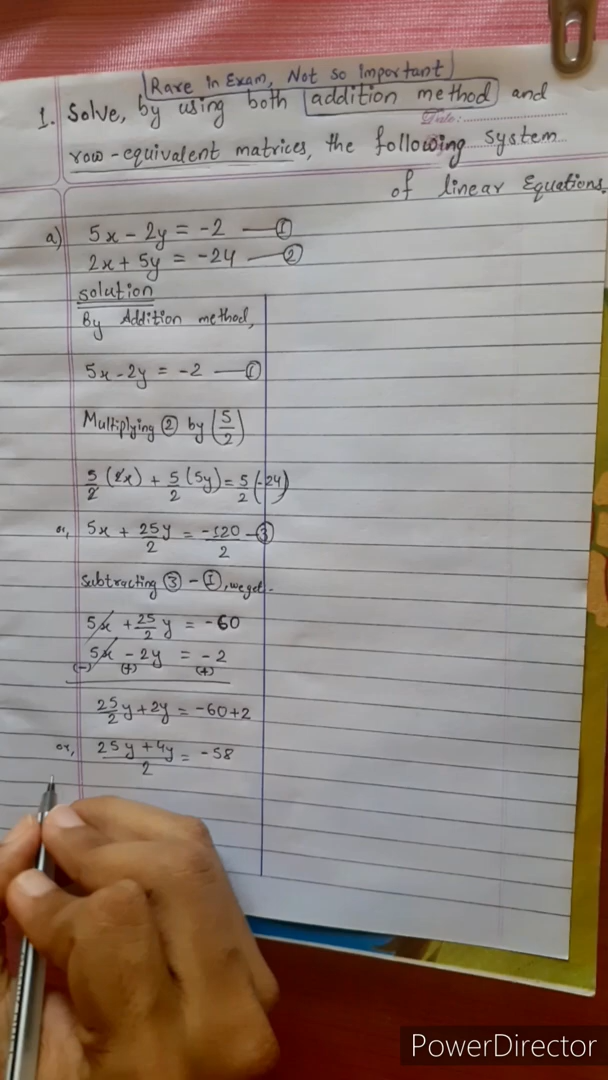 Rare in Exam, Not so important
1. Solve, by using both addition method and
Date:
row-equivalent matrices, the following system
of linear Equations.
a) 5x - 2y = -2 — ①
2x + 5y = -24 — ②
solution
By Addition method,
5x - 2y = -2 — ①
Multiplying ② by (5/2)
5/2 (2x) + 5/2 (5y) = 5/2 (-24)
or, 5x + 25y/2 = -120/2 - ③
subtracting ③ - ①, we get -
5x + 25/2 y = -60
5x - 2y = -2
(-) (+) (+)
25/2 y + 2y = -60+2
or, 25y + 4y/2 = -58
PowerDirector